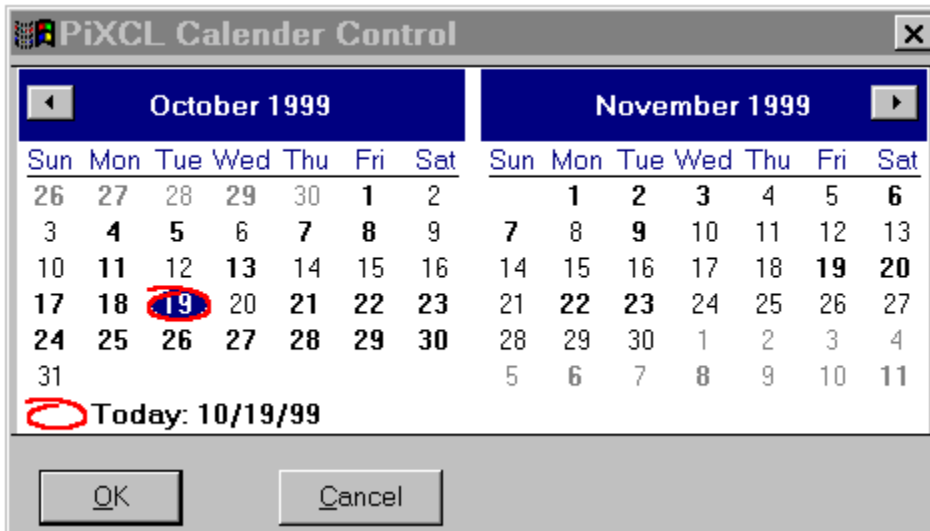 PiXCL Calender Control
October 1999 November 1999
Sun Mon Tue Wed Thu Fri Sat Sun Mon Tue Wed Thu Fri Sat
26 27 28 29 30 1 2 1 2 3 4 5 6
3 4 5 6 7 8 9 7 8 9 10 11 12 13
10 11 12 13 14 15 16 14 15 16 17 18 19 20
17 18 19 20 21 22 23 21 22 23 24 25 26 27
24 25 26 27 28 29 30 28 29 30 1 2 3 4
31 5 6 7 8 9 10 11
Today: 10/19/99
OK Cancel